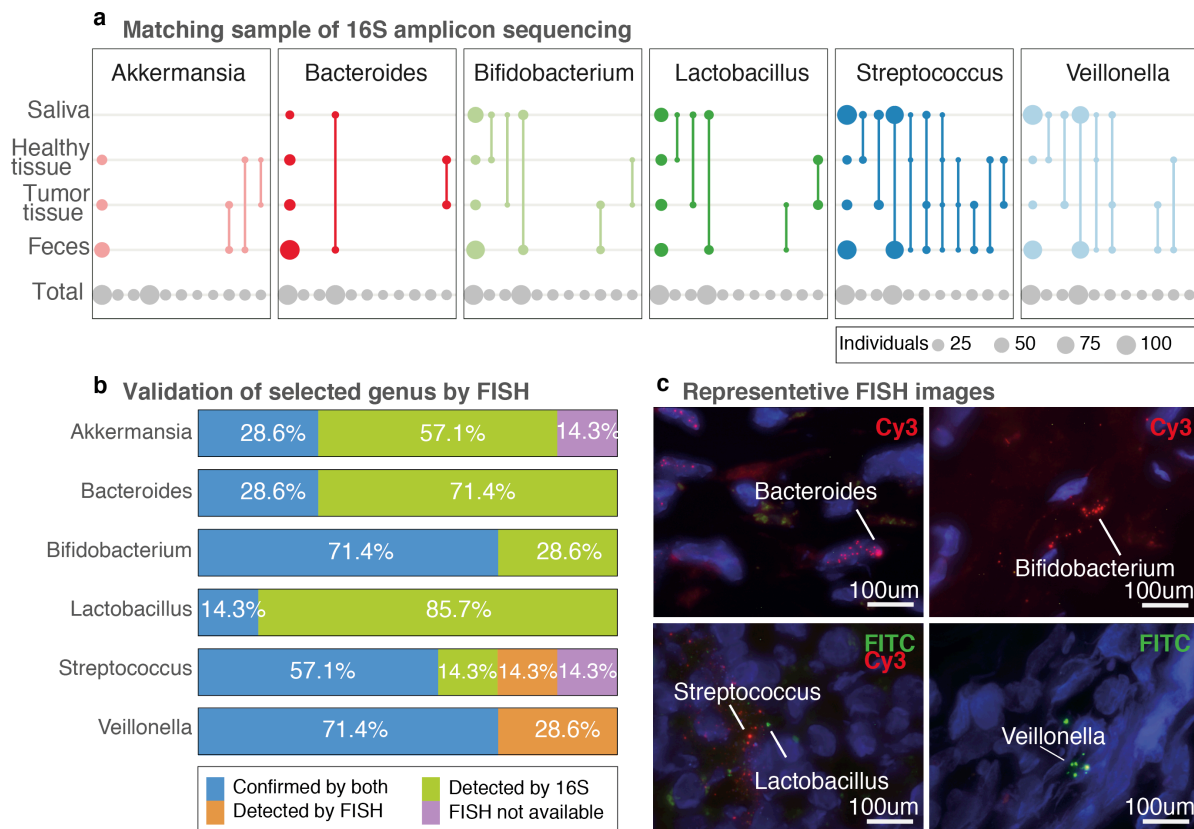 a Matching sample of 16S amplicon sequencing
Akkermansia Bacteroides Bifidobacterium Lactobacillus Streptococcus Veillonella
Saliva
Healthy
tissue
Tumor
tissue
Feces
Total
Individuals 25 50 75 100
b Validation of selected genus by FISH
Akkermansia 28.6% 57.1% 14.3%
Bacteroides 28.6% 71.4%
Bifidobacterium 71.4% 28.6%
Lactobacillus 14.3% 85.7%
Streptococcus 57.1% 14.3% 14.3% 14.3%
Veillonella 71.4% 28.6%
Confirmed by both Detected by 16S
Detected by FISH FISH not available
c Representetive FISH images
Cy3
Bacteroides
100um
Cy3
Bifidobacterium
100um
FITC
Cy3
Streptococcus
Lactobacillus
100um
FITC
Veillonella
100um